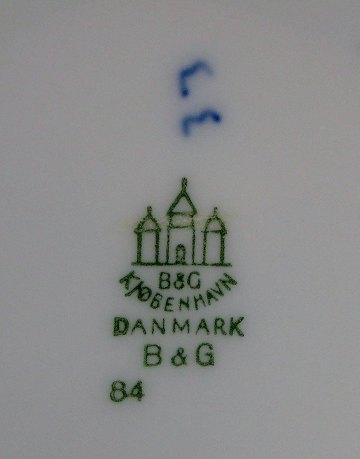 B&G
KJØBENHAVN
DANMARK
B & G
84